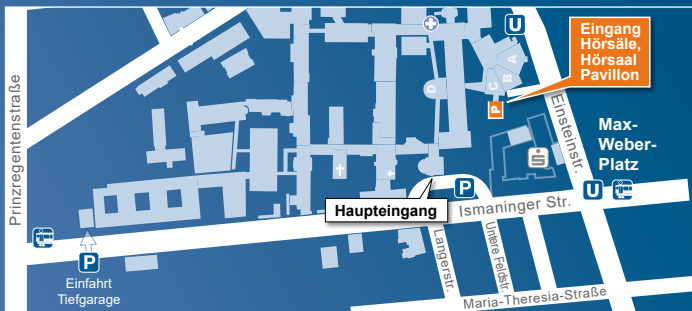 Prinzregentenstraße
U
Eingang
Hörsäle,
Hörsaal
Pavillon
A
B
C
D
P
Einsteinstr.
Max-
Weber-
Platz
U
S
P
Haupteingang
Ismaninger Str.
Langerstr.
Untere Feldstr.
Maria-Theresia-Straße
P
Einfahrt
Tiefgarage